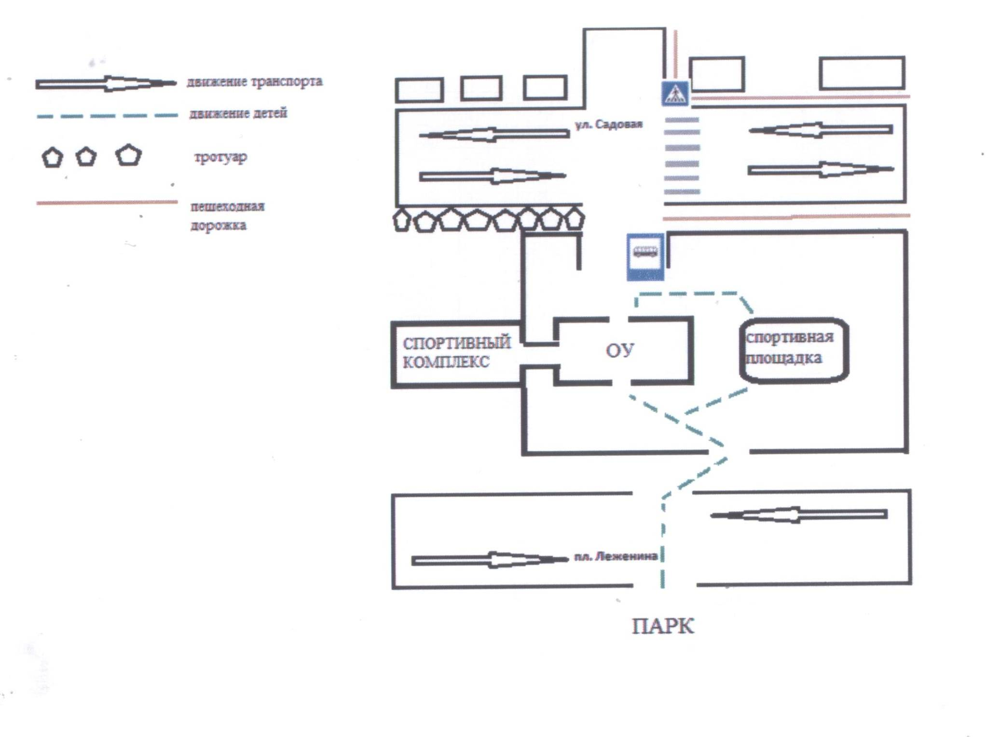 движение транспорта
движение детей
тротуар
пешеходная
дорожка
ул. Садовая
СПОРТИВНЫЙ
КОМПЛЕКС
ОУ
спортивная
площадка
пл. Леженина
ПАРК